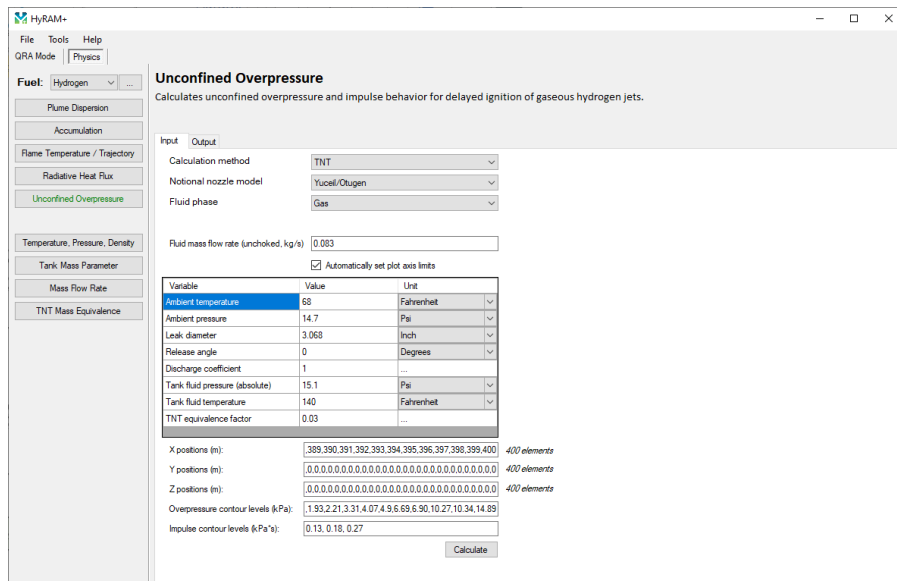 HyRAM+
File Tools Help
QRA Mode Physics
Fuel: Hydrogen ...
Plume Dispersion
Accumulation
Flame Temperature / Trajectory
Radiative Heat Flux
Unconfined Overpressure
Temperature, Pressure, Density
Tank Mass Parameter
Mass Flow Rate
TNT Mass Equivalence
Unconfined Overpressure
Calculates unconfined overpressure and impulse behavior for delayed ignition of gaseous hydrogen jets.
Input Output
Calculation method TNT
Notional nozzle model Yuceil/Otugen
Fluid phase Gas
Fluid mass flow rate (unchoked, kg/s) 0.083
Automatically set plot axis limits
Variable Value Unit
Ambient temperature 68 Fahrenheit
Ambient pressure 14.7 Psi
Leak diameter 3.068 Inch
Release angle 0 Degrees
Discharge coefficient 1 ...
Tank fluid pressure (absolute) 15.1 Psi
Tank fluid temperature 140 Fahrenheit
TNT equivalence factor 0.03 ...
X positions (m): ,389,390,391,392,393,394,395,396,397,398,399,400 400 elements
Y positions (m): ,0,0,0,0,0,0,0,0,0,0,0,0,0,0,0,0,0,0,0,0,0,0,0,0,0,0,0,0 400 elements
Z positions (m): ,0,0,0,0,0,0,0,0,0,0,0,0,0,0,0,0,0,0,0,0,0,0,0,0,0,0,0,0 400 elements
Overpressure contour levels (kPa): ,1.93,2.21,3.31,4.07,4.9,6.69,6.90,10.27,10.34,14.89
Impulse contour levels (kPa*s): 0.13, 0.18, 0.27
Calculate